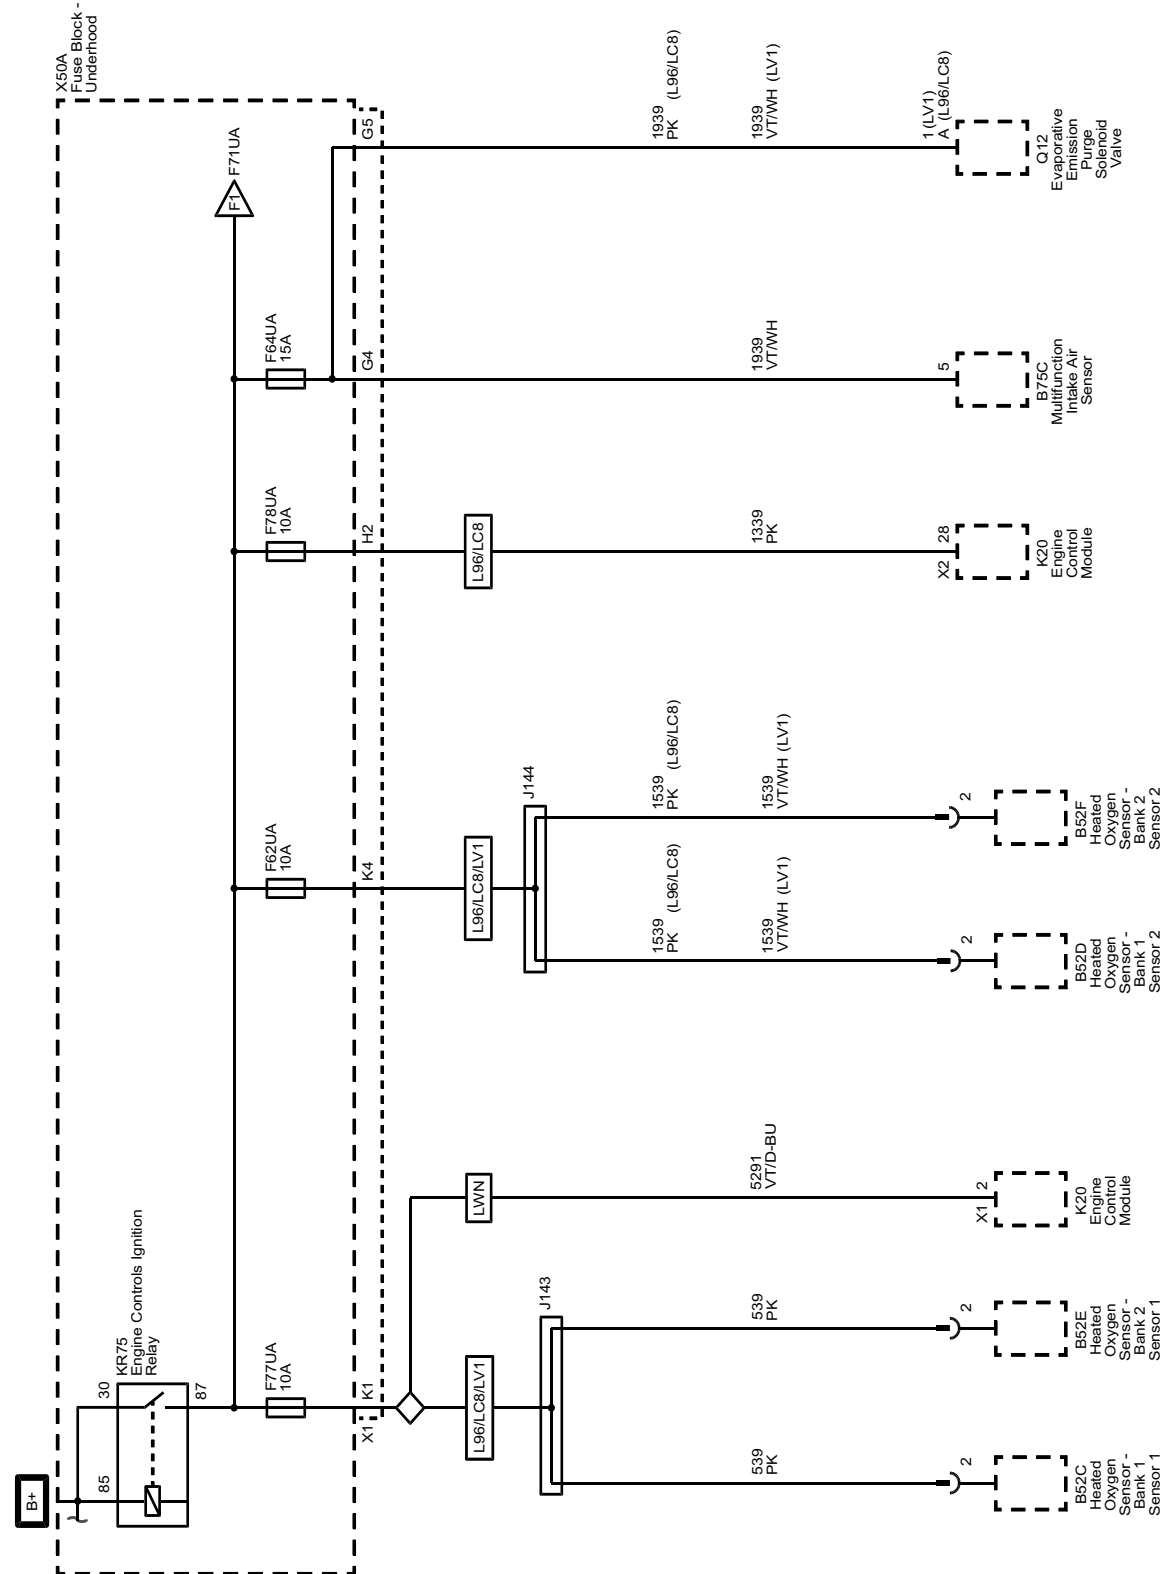 B+
85
30
KR75
Engine Controls Ignition
Relay
87
X50A
Fuse Block -
Underhood
F1
F71UA
F77UA
10A
F62UA
10A
F78UA
10A
F64UA
15A
X1
K1
K4
H2
G4
G5
L96/LC8/LV1
LWN
L96/LC8/LV1
L96/LC8
J143
J144
539
PK
539
PK
5291
VT/D-BU
1539
PK (L96/LC8)
1539
VT/WH (LV1)
1539
PK (L96/LC8)
1539
VT/WH (LV1)
1339
PK
1939
VT/WH
1939
PK (L96/LC8)
1939
VT/WH (LV1)
2
B52C
Heated
Oxygen
Sensor -
Bank 1
Sensor 1
2
B52E
Heated
Oxygen
Sensor -
Bank 2
Sensor 1
X1
2
K20
Engine
Control
Module
2
B52D
Heated
Oxygen
Sensor -
Bank 1
Sensor 2
2
B52F
Heated
Oxygen
Sensor -
Bank 2
Sensor 2
X2
28
K20
Engine
Control
Module
5
B75C
Multifunction
Intake Air
Sensor
1 (LV1)
A (L96/LC8)
Q12
Evaporative
Emission
Purge
Solenoid
Valve